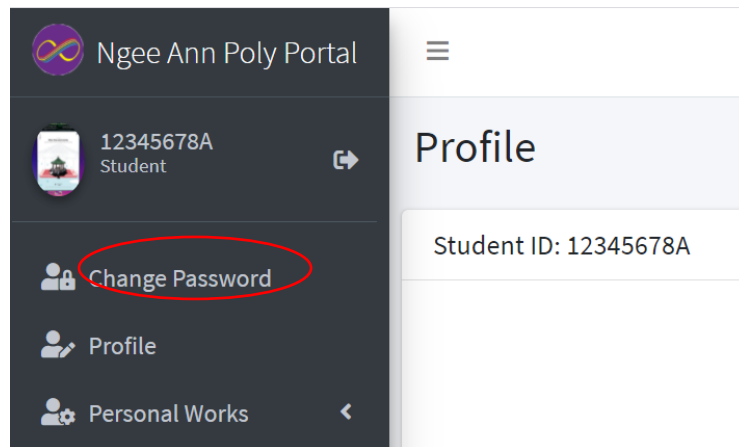 Ngee Ann Poly Portal
12345678A
Student
Profile
Student ID: 12345678A
Change Password
Profile
Personal Works